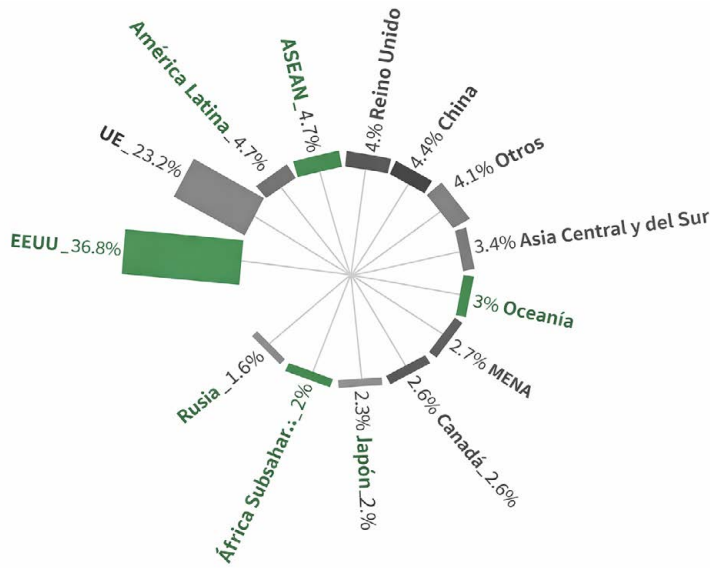 EEUU_36.8%
UE_23.2%
América Latina_4.7%
ASEAN_4.7%
4.% Reino Unido
4.4% China
4.1% Otros
3.4% Asia Central y del Sur
3% Oceanía
2.7% MENA
2.6% Canadá_2.6%
2.3% Japón_2.%
África Subsahar.:_2%
Rusia_1.6%